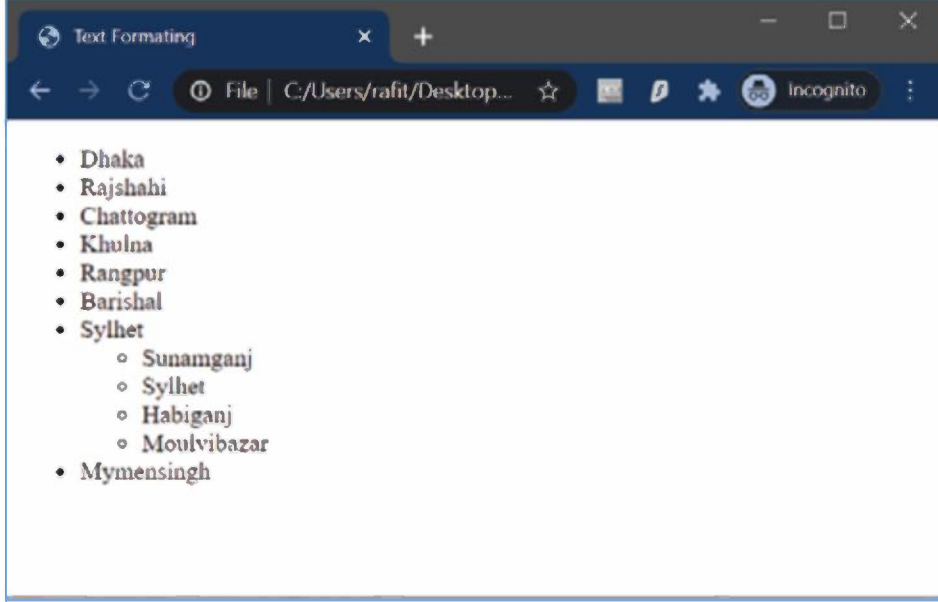 Text Formating
File | C:/Users/rafit/Desktop...
Incognito
• Dhaka
• Rajshahi
• Chattogram
• Khulna
• Rangpur
• Barishal
• Sylhet
◦ Sunamganj
◦ Sylhet
◦ Habiganj
◦ Moulvibazar
• Mymensingh